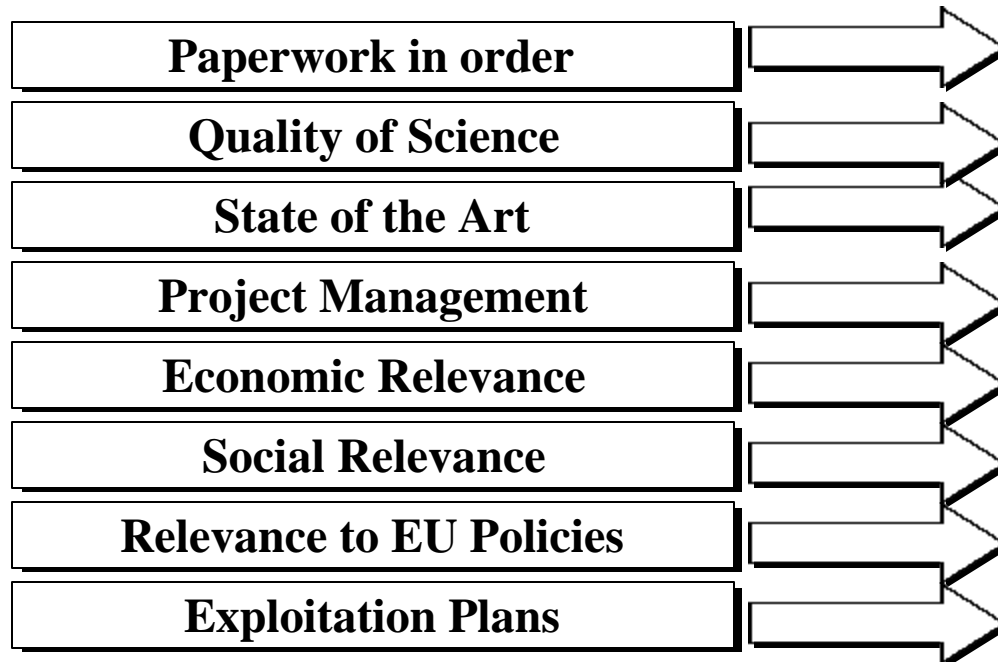 Paperwork in order
Quality of Science
State of the Art
Project Management
Economic Relevance
Social Relevance
Relevance to EU Policies
Exploitation Plans